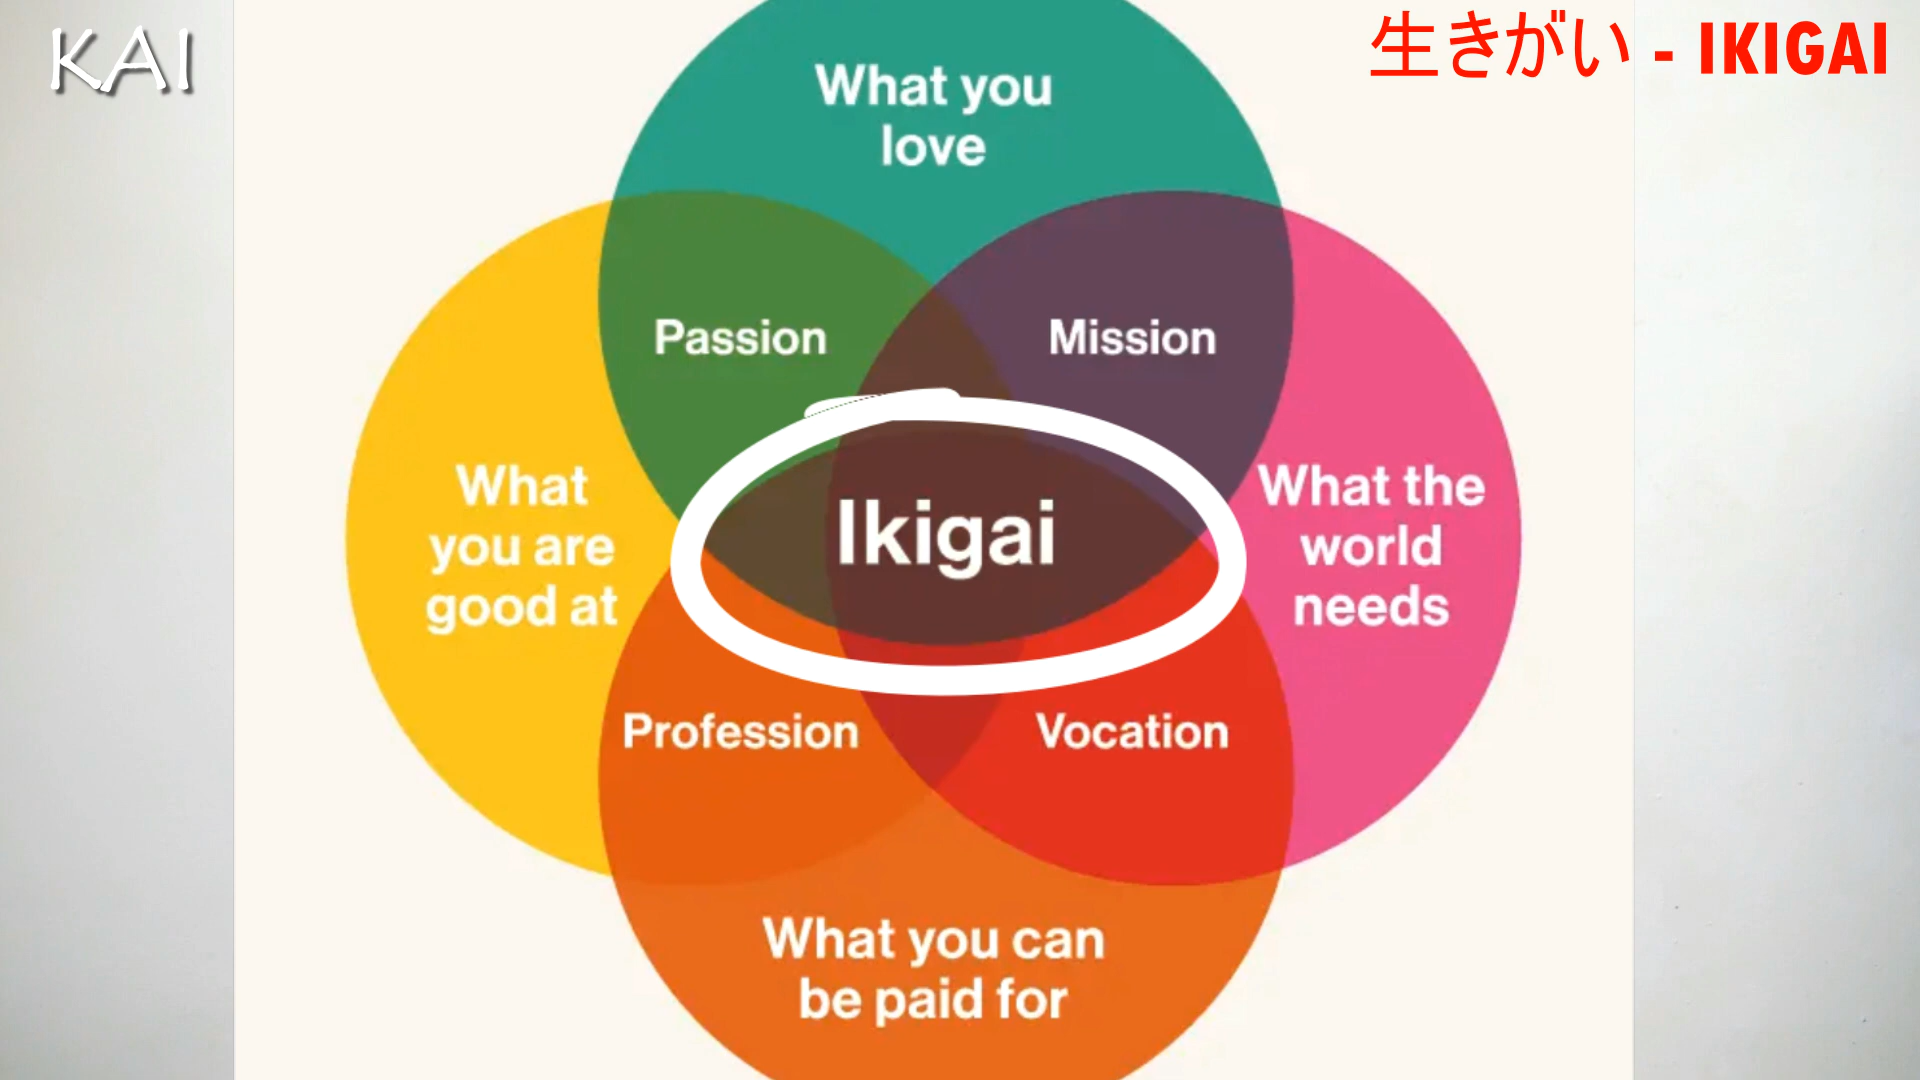 KAI
生きがい - IKIGAI
What you
love
Passion
Mission
What
you are
good at
Ikigai
What the
world
needs
Profession
Vocation
What you can
be paid for